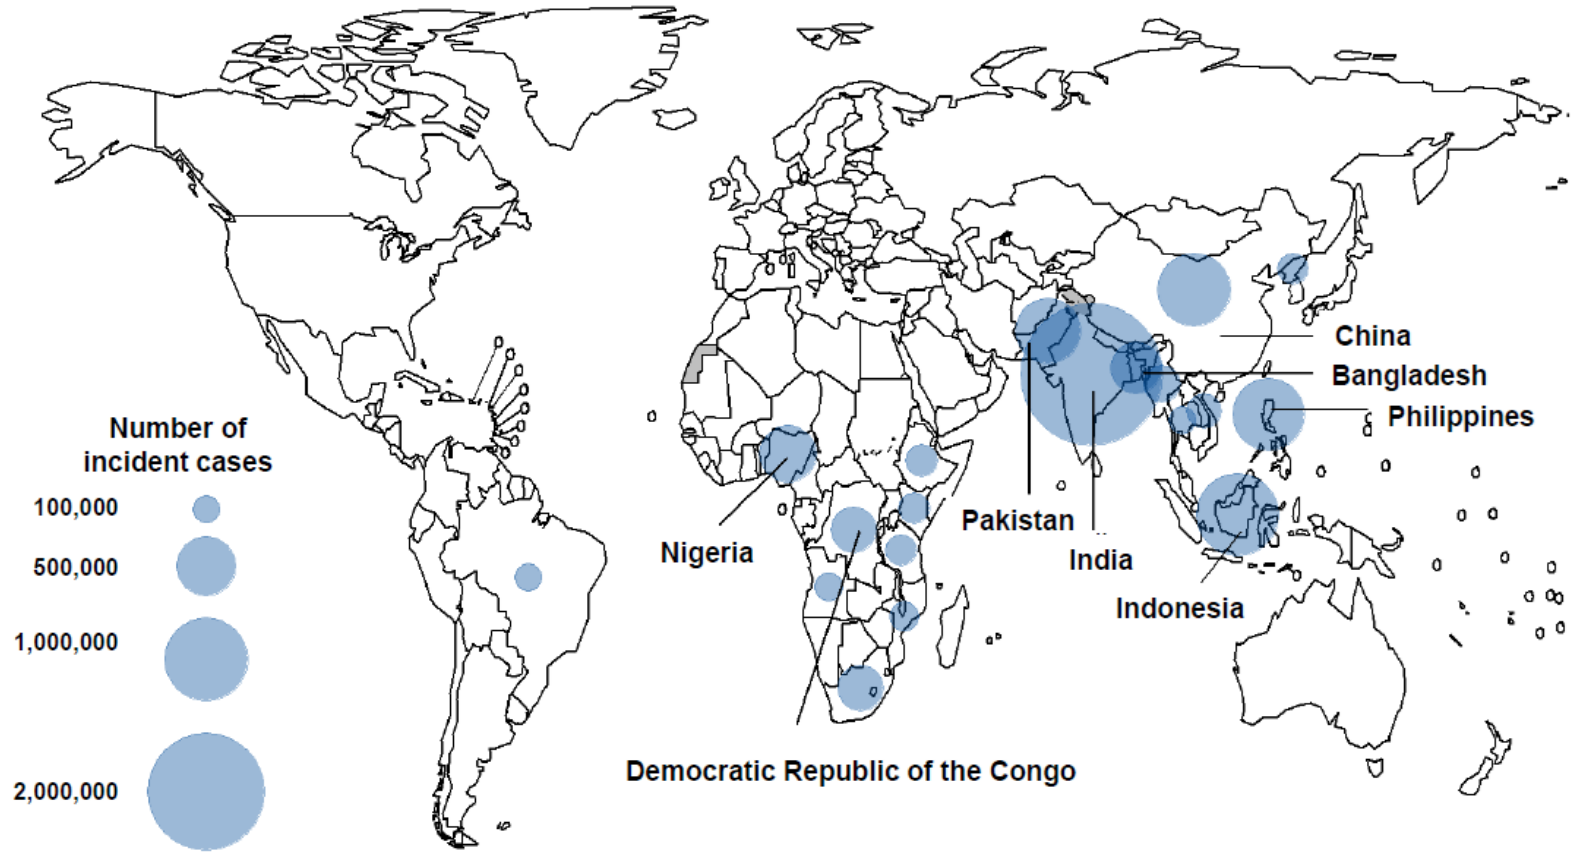 Number of
incident cases
100,000
500,000
1,000,000
2,000,000
China
Bangladesh
Philippines
Pakistan
India
Nigeria
Indonesia
Democratic Republic of the Congo